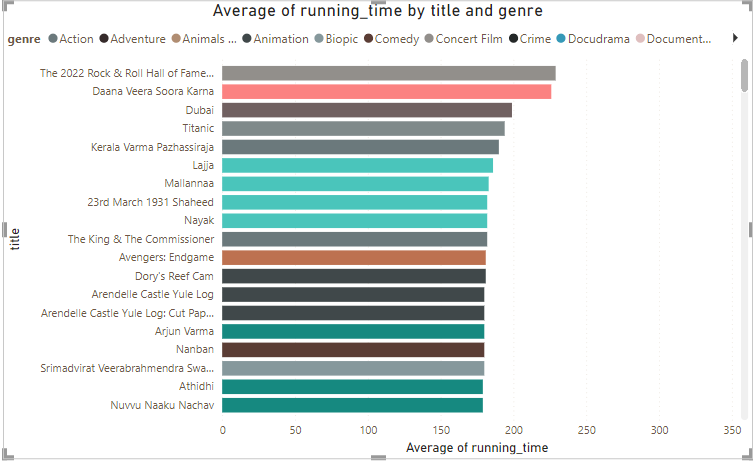 Average of running_time by title and genre
genre Action Adventure Animals ... Animation Biopic Comedy Concert Film Crime Docudrama Document...
The 2022 Rock & Roll Hall of Fame...
Daana Veera Soora Karna
Dubai
Titanic
Kerala Varma Pazhassiraja
Lajja
Mallannaa
23rd March 1931 Shaheed
Nayak
The King & The Commissioner
Avengers: Endgame
Dory's Reef Cam
Arendelle Castle Yule Log
Arendelle Castle Yule Log: Cut Pap...
Arjun Varma
Nanban
Srimadvirat Veerabrahmendra Swa...
Athidhi
Nuvvu Naaku Nachav
title
0 50 100 150 200 250 300 350
Average of running_time